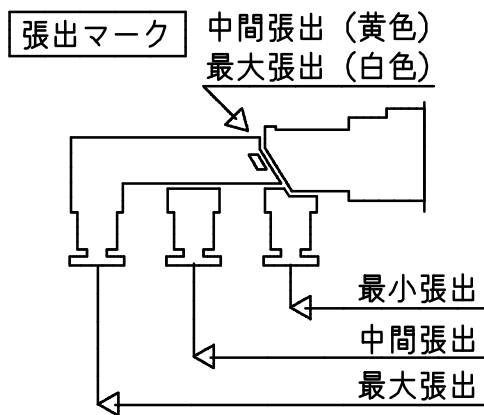 張出マーク
中間張出（黄色）
最大張出（白色）
最小張出
中間張出
最大張出